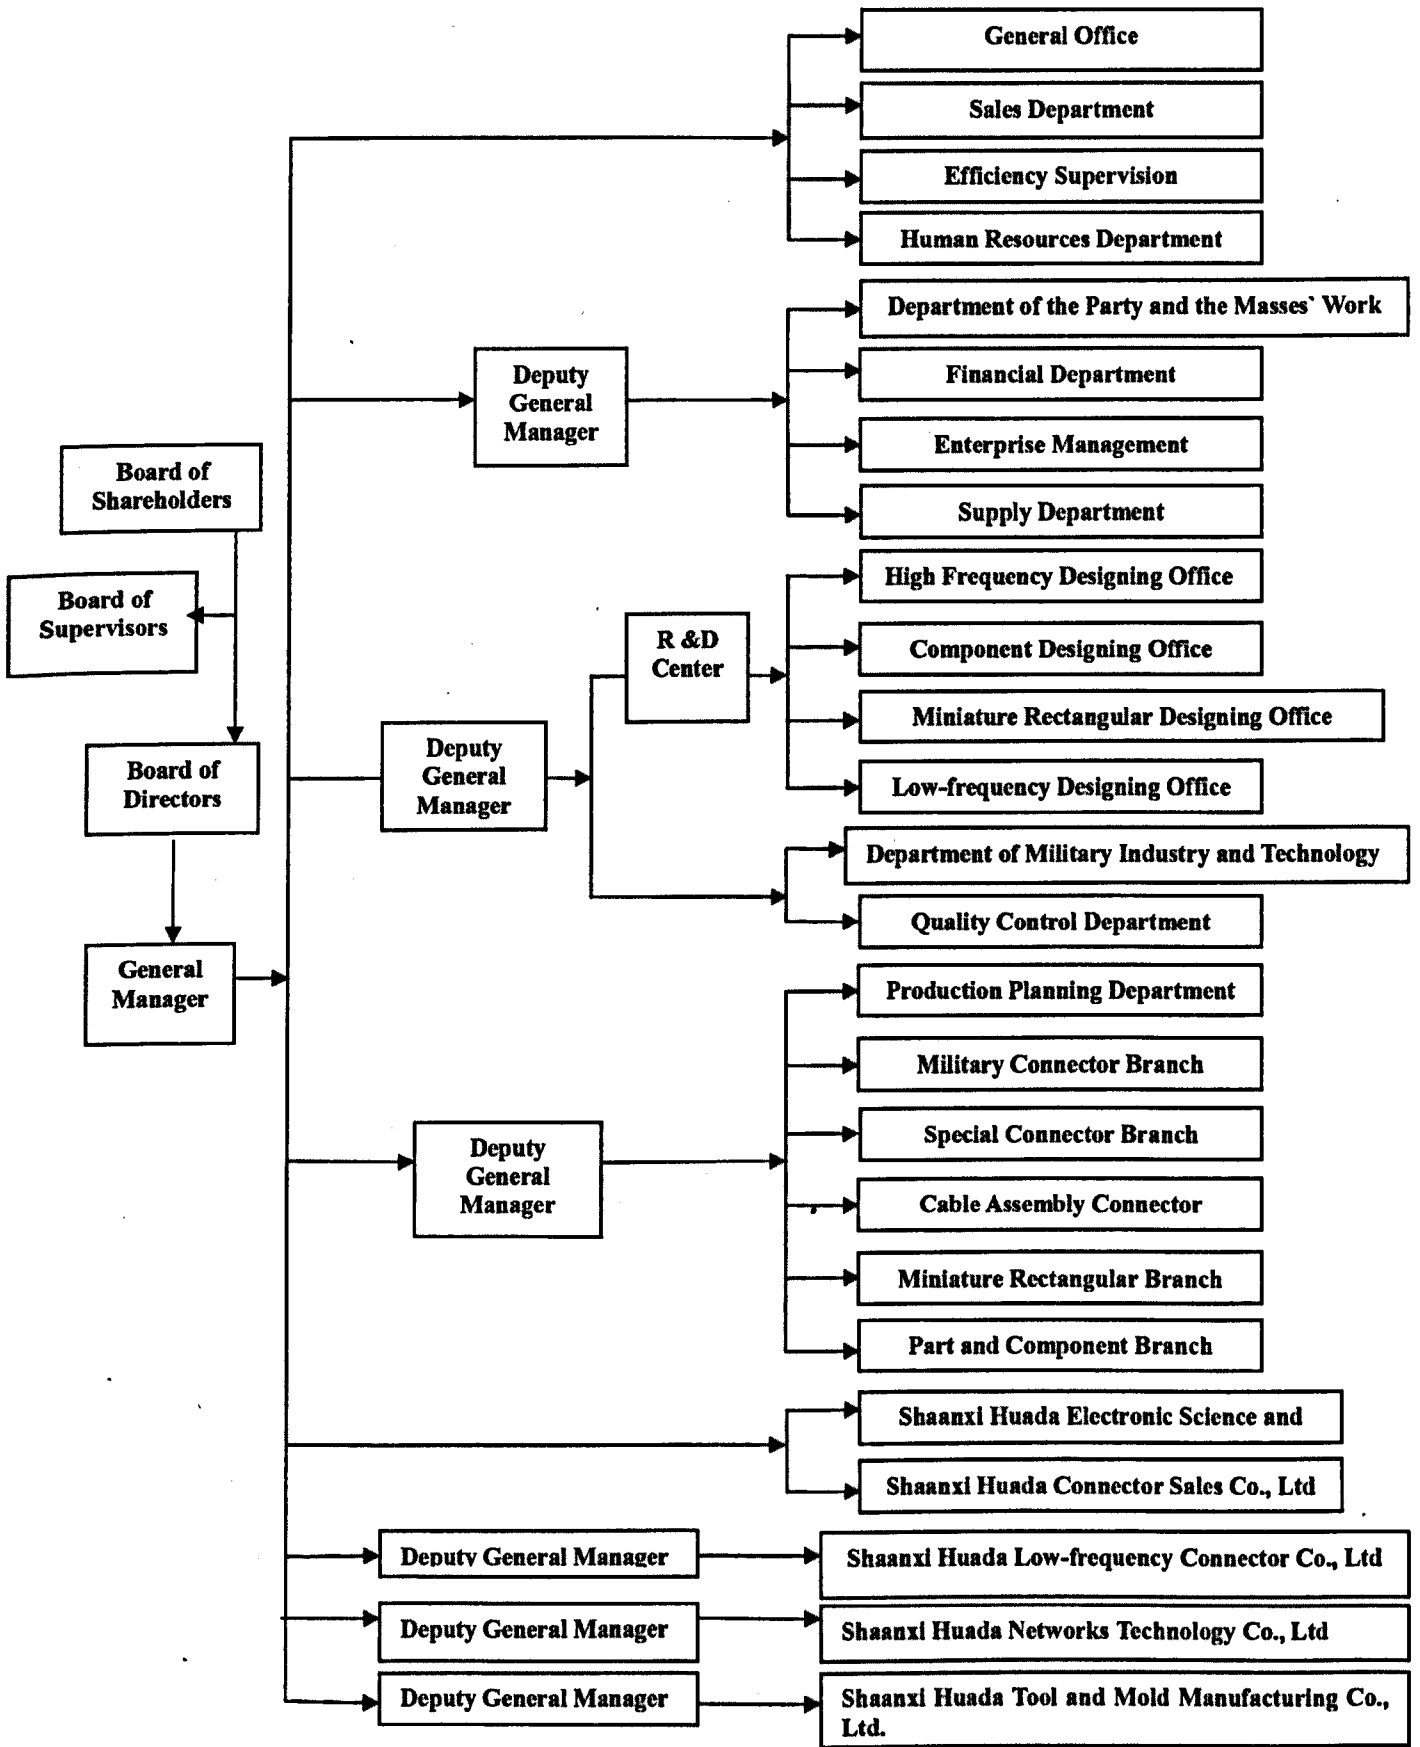 General Office
Sales Department
Efficiency Supervision
Human Resources Department
Department of the Party and the Masses` Work
Deputy
General
Manager
Financial Department
Enterprise Management
Supply Department
Board of
Shareholders
Board of
Supervisors
Board of
Directors
General
Manager
Deputy
General
Manager
R &D
Center
High Frequency Designing Office
Component Designing Office
Miniature Rectangular Designing Office
Low-frequency Designing Office
Department of Military Industry and Technology
Quality Control Department
Deputy
General
Manager
Production Planning Department
Military Connector Branch
Special Connector Branch
Cable Assembly Connector
Miniature Rectangular Branch
Part and Component Branch
Shaanxi Huada Electronic Science and
Shaanxi Huada Connector Sales Co., Ltd
Deputy General Manager
Shaanxi Huada Low-frequency Connector Co., Ltd
Deputy General Manager
Shaanxi Huada Networks Technology Co., Ltd
Deputy General Manager
Shaanxi Huada Tool and Mold Manufacturing Co.,
Ltd.